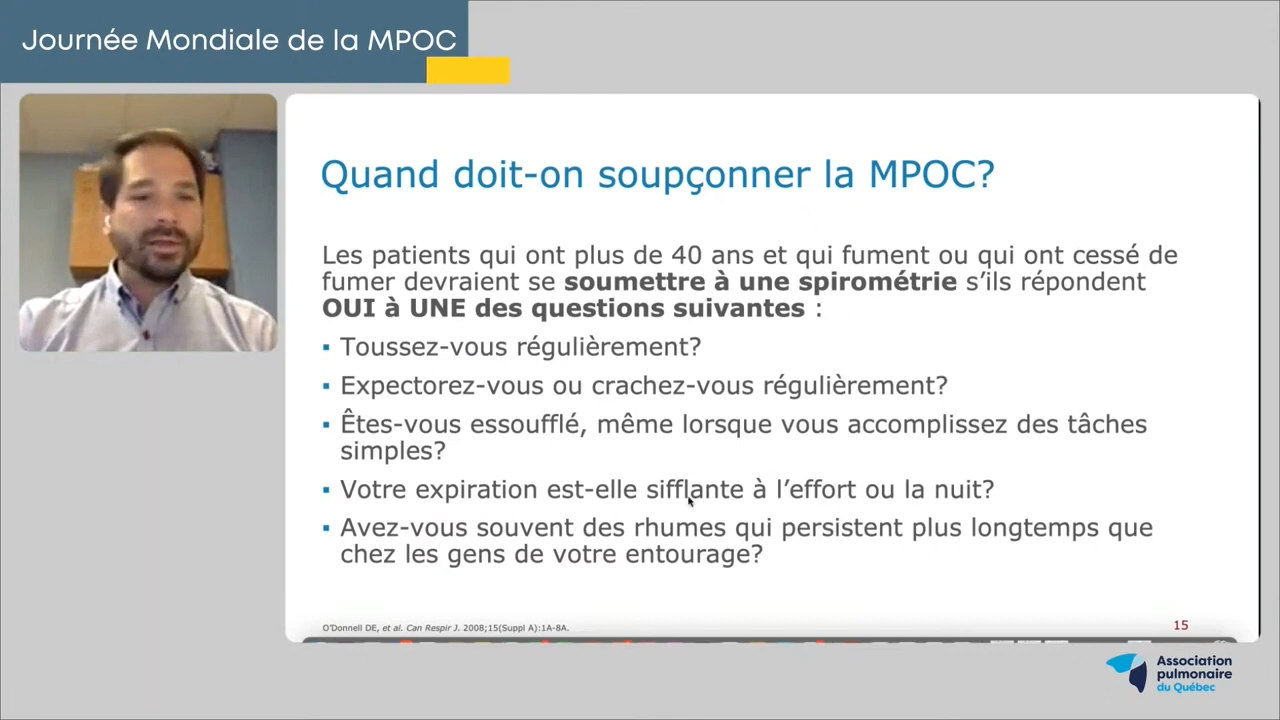 Journée Mondiale de la MPOC
Quand doit-on soupçonner la MPOC?
Les patients qui ont plus de 40 ans et qui fument ou qui ont cessé de
fumer devraient se soumettre à une spirométrie s’ils répondent
OUI à UNE des questions suivantes :
▪ Toussez-vous régulièrement?
▪ Expectorez-vous ou crachez-vous régulièrement?
▪ Êtes-vous essoufflé, même lorsque vous accomplissez des tâches
simples?
▪ Votre expiration est-elle sifflante à l’effort ou la nuit?
▪ Avez-vous souvent des rhumes qui persistent plus longtemps que
chez les gens de votre entourage?
O’Donnell DE, et al. Can Respir J. 2008;15(Suppl A):1A-8A.
15
Association
pulmonaire
du Québec